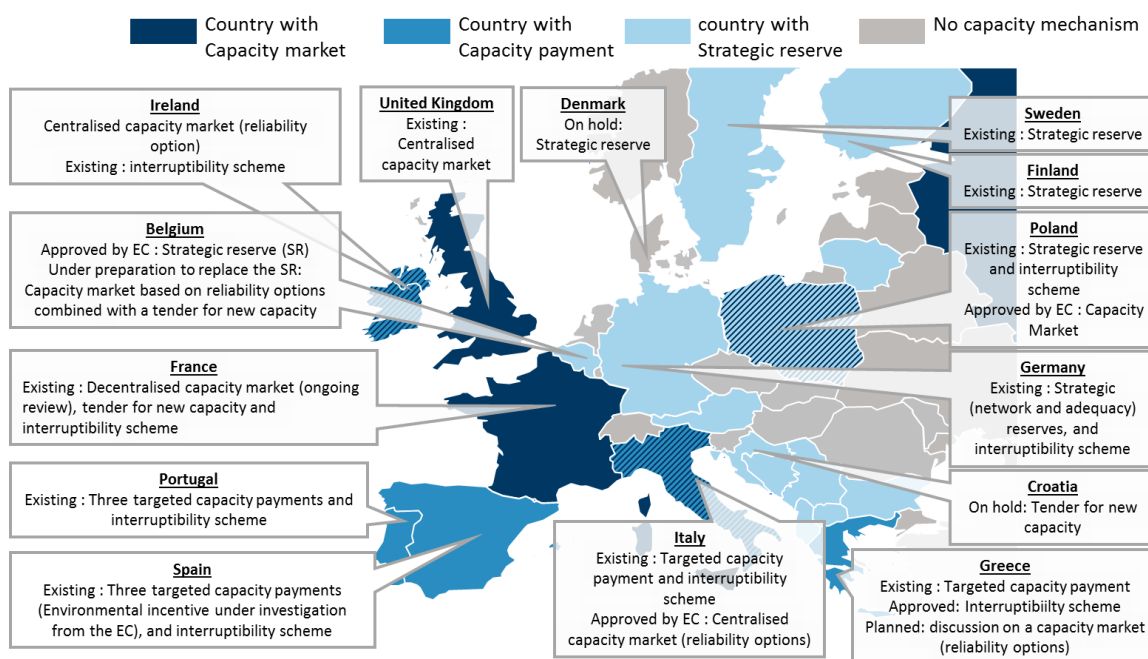 Country with
Capacity market
Country with
Capacity payment
country with
Strategic reserve
No capacity mechanism
Ireland
Centralised capacity market (reliability
option)
Existing : interruptibility scheme
United Kingdom
Existing :
Centralised
capacity market
Denmark
On hold:
Strategic reserve
Sweden
Existing : Strategic reserve
Finland
Existing : Strategic reserve
Belgium
Approved by EC : Strategic reserve (SR)
Under preparation to replace the SR:
Capacity market based on reliability options
combined with a tender for new capacity
Poland
Existing : Strategic reserve
and interruptibility
scheme
Approved by EC : Capacity
Market
France
Existing : Decentralised capacity market (ongoing
review), tender for new capacity and
interruptibility scheme
Germany
Existing : Strategic
(network and adequacy)
reserves, and
interruptibility scheme
Portugal
Existing : Three targeted capacity payments and
interruptibility scheme
Croatia
On hold: Tender for new
capacity
Spain
Existing : Three targeted capacity payments
(Environmental incentive under investigation
from the EC), and interruptibility scheme
Italy
Existing : Targeted capacity
payment and interruptibility
scheme
Approved by EC : Centralised
capacity market (reliability options)
Greece
Existing : Targeted capacity payment
Approved: Interruptibiilty scheme
Planned: discussion on a capacity market
(reliability options)